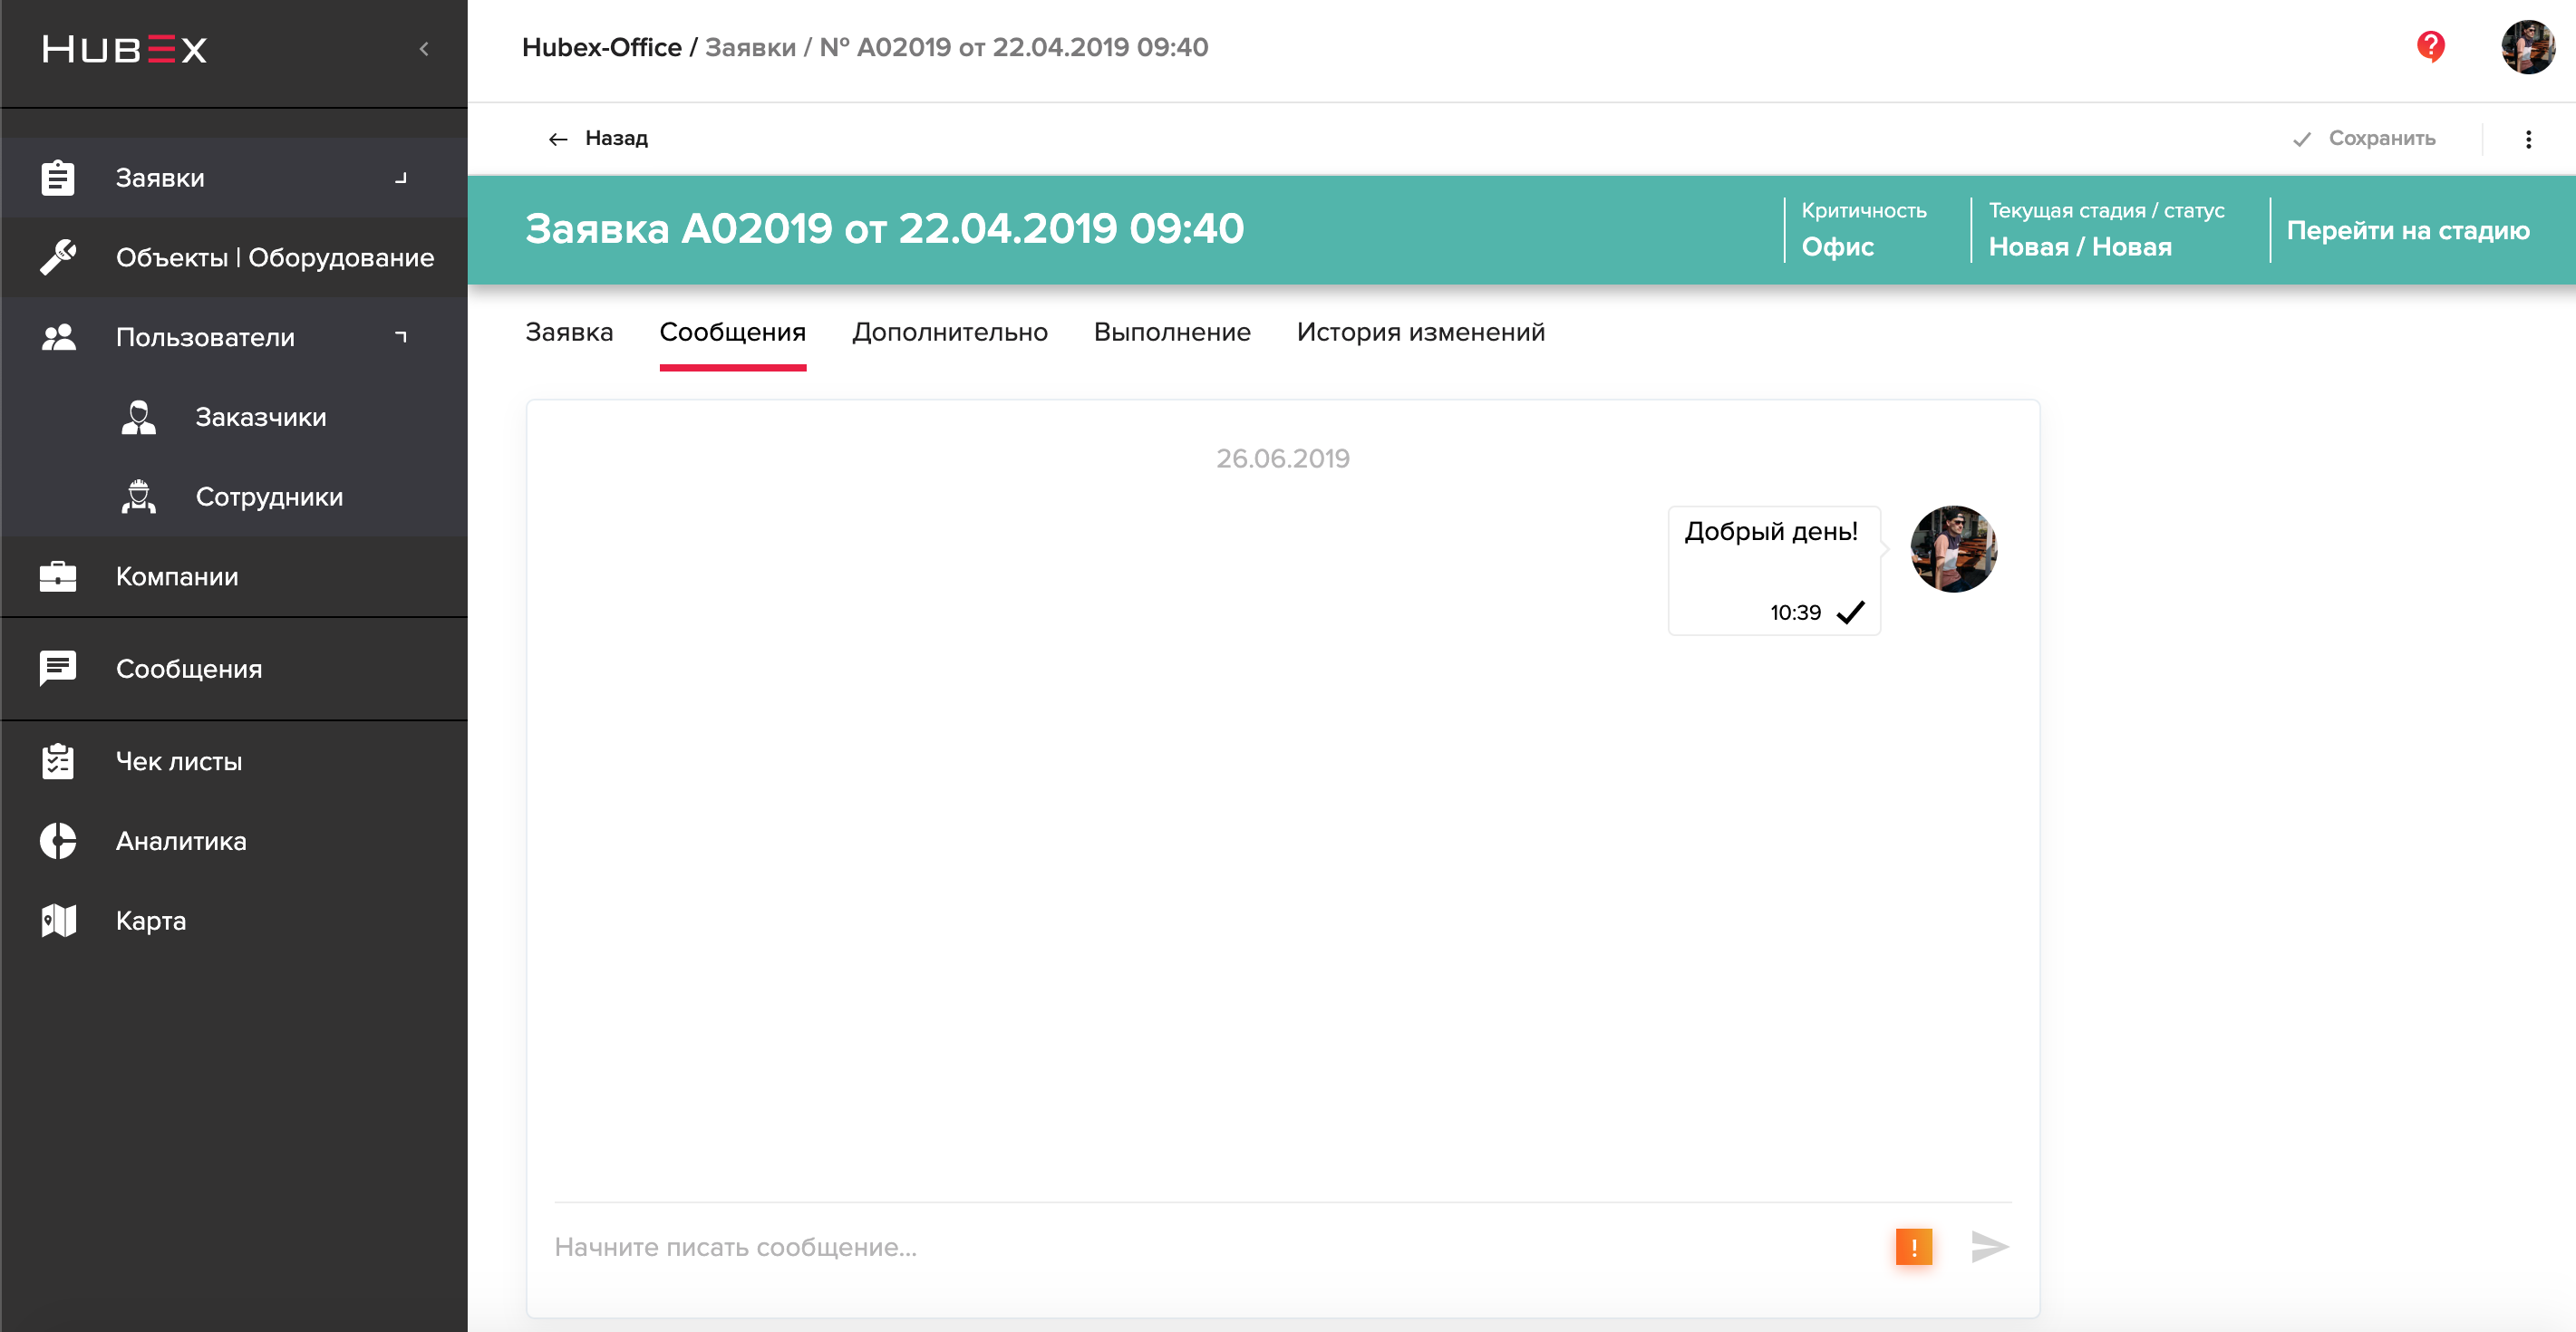 HUBEX
Hubex-Office / Заявки / № A02019 от 22.04.2019 09:40
Назад
Сохранить
Заявки
Объекты | Оборудование
Пользователи
Заказчики
Сотрудники
Компании
Сообщения
Чек листы
Аналитика
Карта
Заявка A02019 от 22.04.2019 09:40
Критичность
Офис
Текущая стадия / статус
Новая / Новая
Перейти на стадию
Заявка Сообщения Дополнительно Выполнение История изменений
26.06.2019
Добрый день!
10:39
Начните писать сообщение...